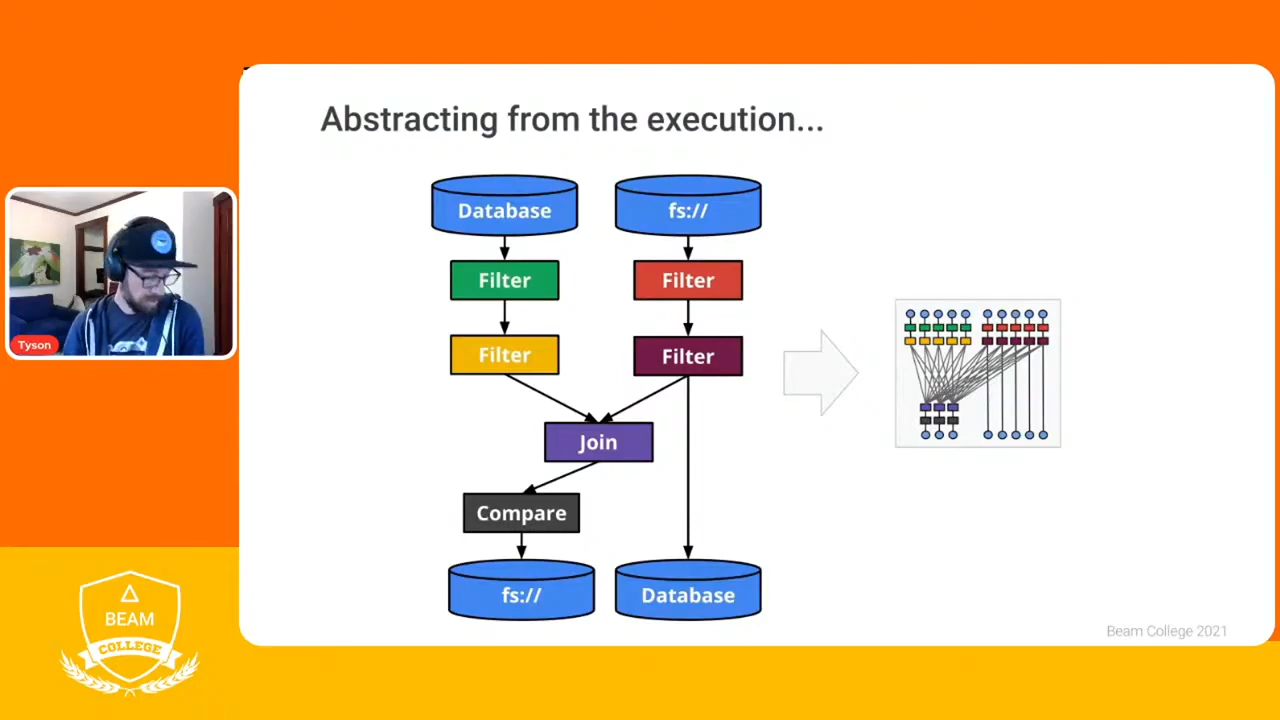 Abstracting from the execution...
Database
fs://
Filter
Filter
Filter
Filter
Join
Compare
fs://
Database
Tyson
BEAM
COLLEGE
Beam College 2021